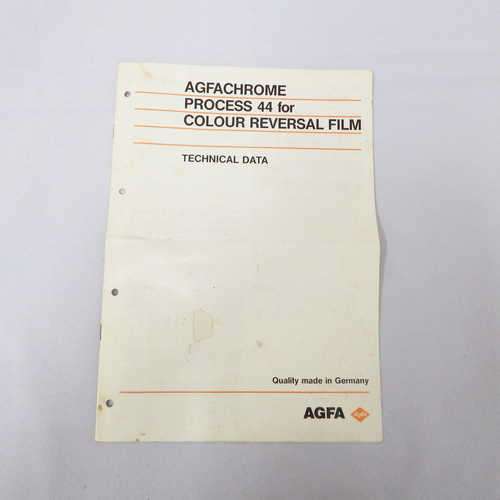 AGFACHROME
PROCESS 44 for
COLOUR REVERSAL FILM
TECHNICAL DATA
Quality made in Germany
AGFA